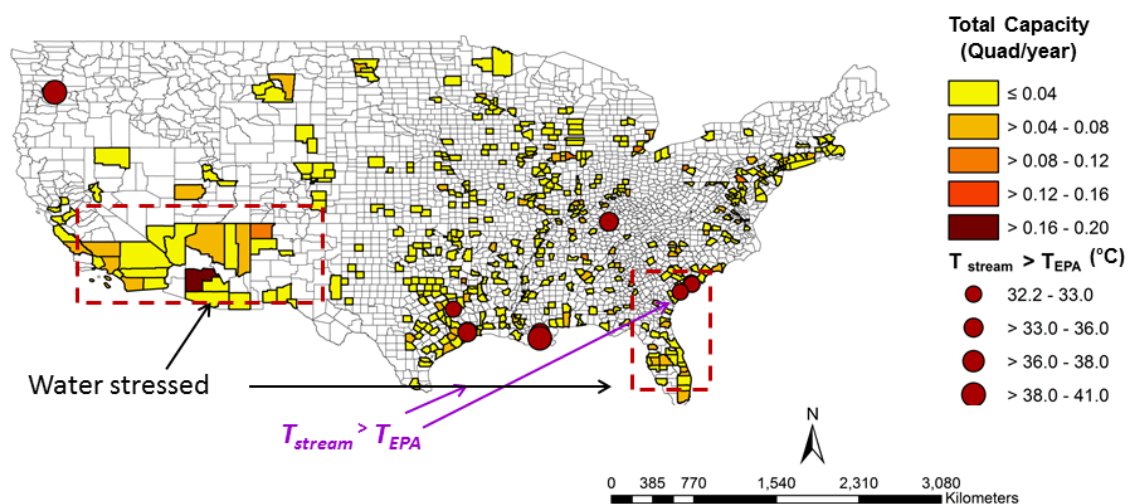 Total Capacity
(Quad/year)
≤ 0.04
> 0.04 - 0.08
> 0.08 - 0.12
> 0.12 - 0.16
> 0.16 - 0.20
T stream > TEPA (°C)
32.2 - 33.0
> 33.0 - 36.0
> 36.0 - 38.0
> 38.0 - 41.0
Water stressed
Tstream > TEPA
N
0 385 770 1,540 2,310 3,080
Kilometers